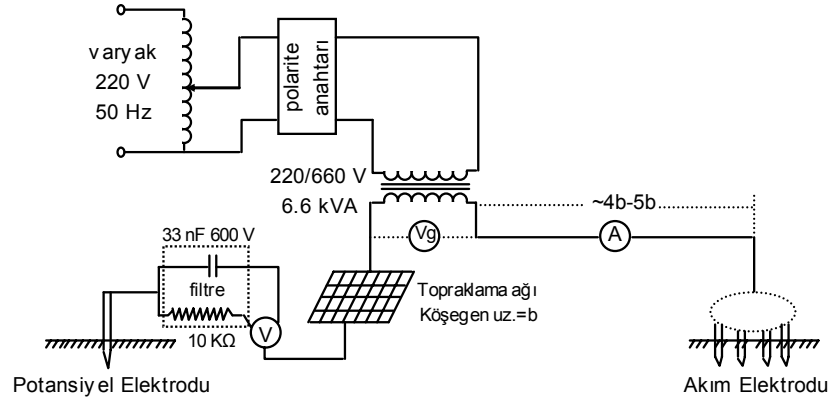 varyak
220 V
50 Hz
polarite
anahtarı
220/660 V
6.6 kVA
~4b-5b
Vg
A
33 nF 600 V
filtre
10 KΩ
V
Topraklama ağı
Köşegen uz.=b
Potansiyel Elektrodu
Akım Elektrodu